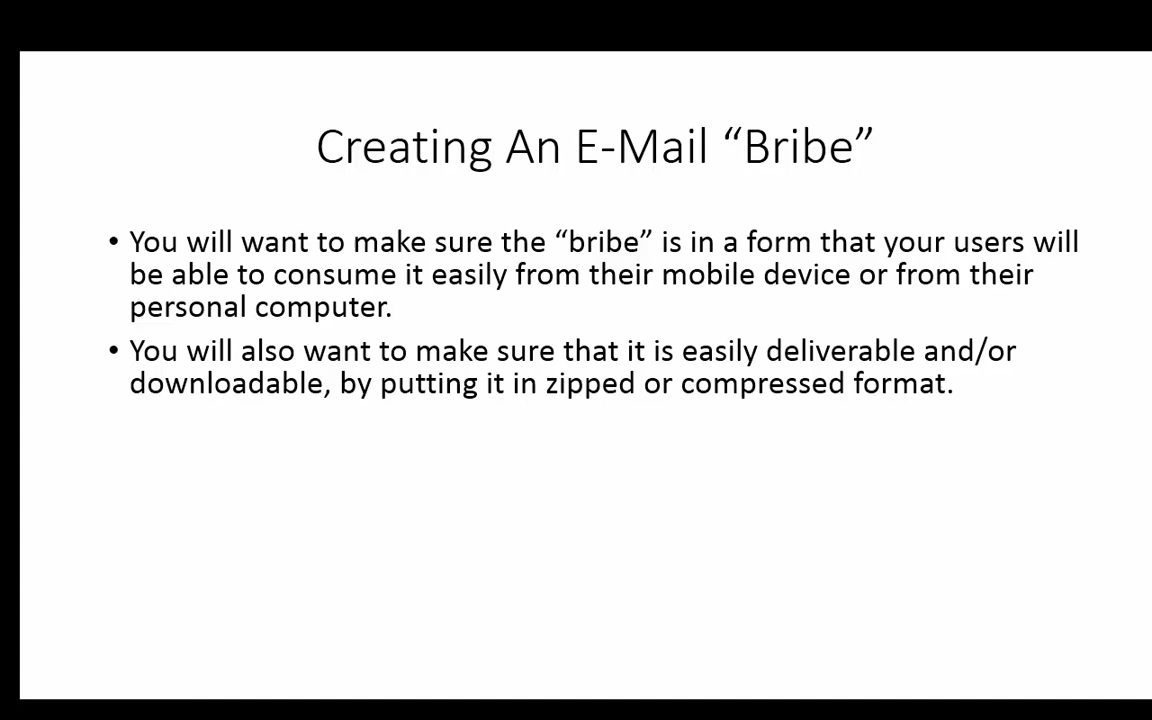 Creating An E-Mail “Bribe”
• You will want to make sure the “bribe” is in a form that your users will
be able to consume it easily from their mobile device or from their
personal computer.
• You will also want to make sure that it is easily deliverable and/or
downloadable, by putting it in zipped or compressed format.